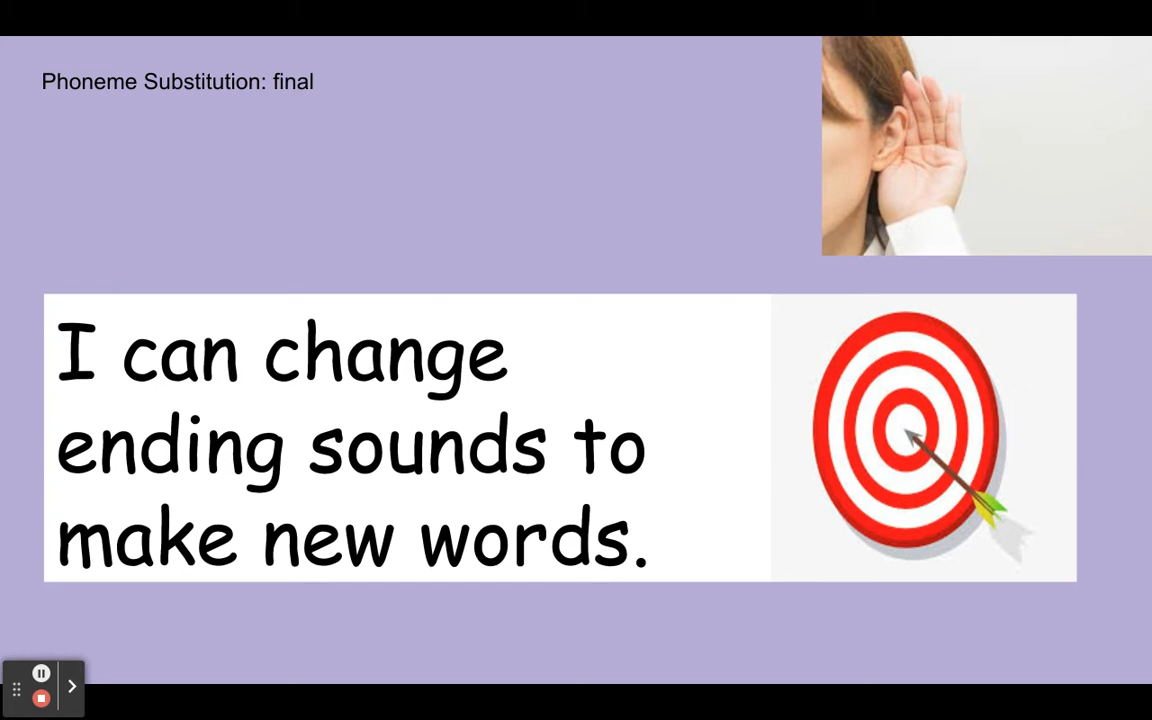 Phoneme Substitution: final
I can change
ending sounds to
make new words.